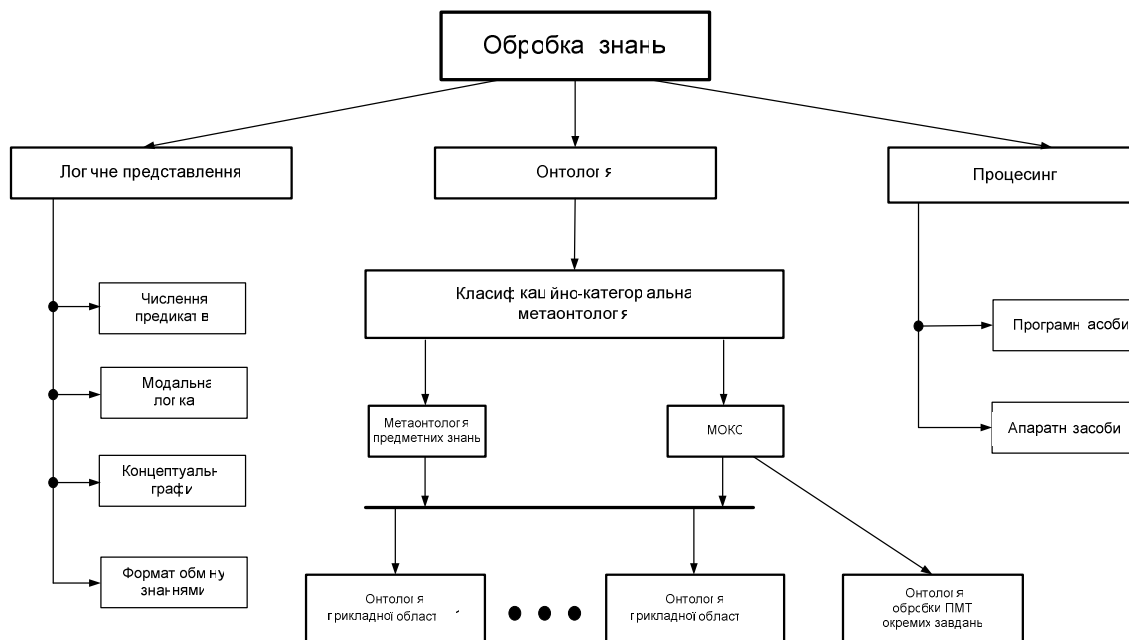 Обробка знань
Лог чне представлення
Онтолог я
Процесинг
Класиф кац йно-категор альна
метаонтолог я
Числення
предикат в
Модальна
лог ка
Концептуальн
графи
Формат обм ну
знаннями
Метаонтолог я
предметних знань
МОКС
Програмн  засоби
Апаратн  засоби
Онтолог я
прикладної област
Онтолог я
прикладної област
Онтолог я
обробки ПМТ
окремих завдань